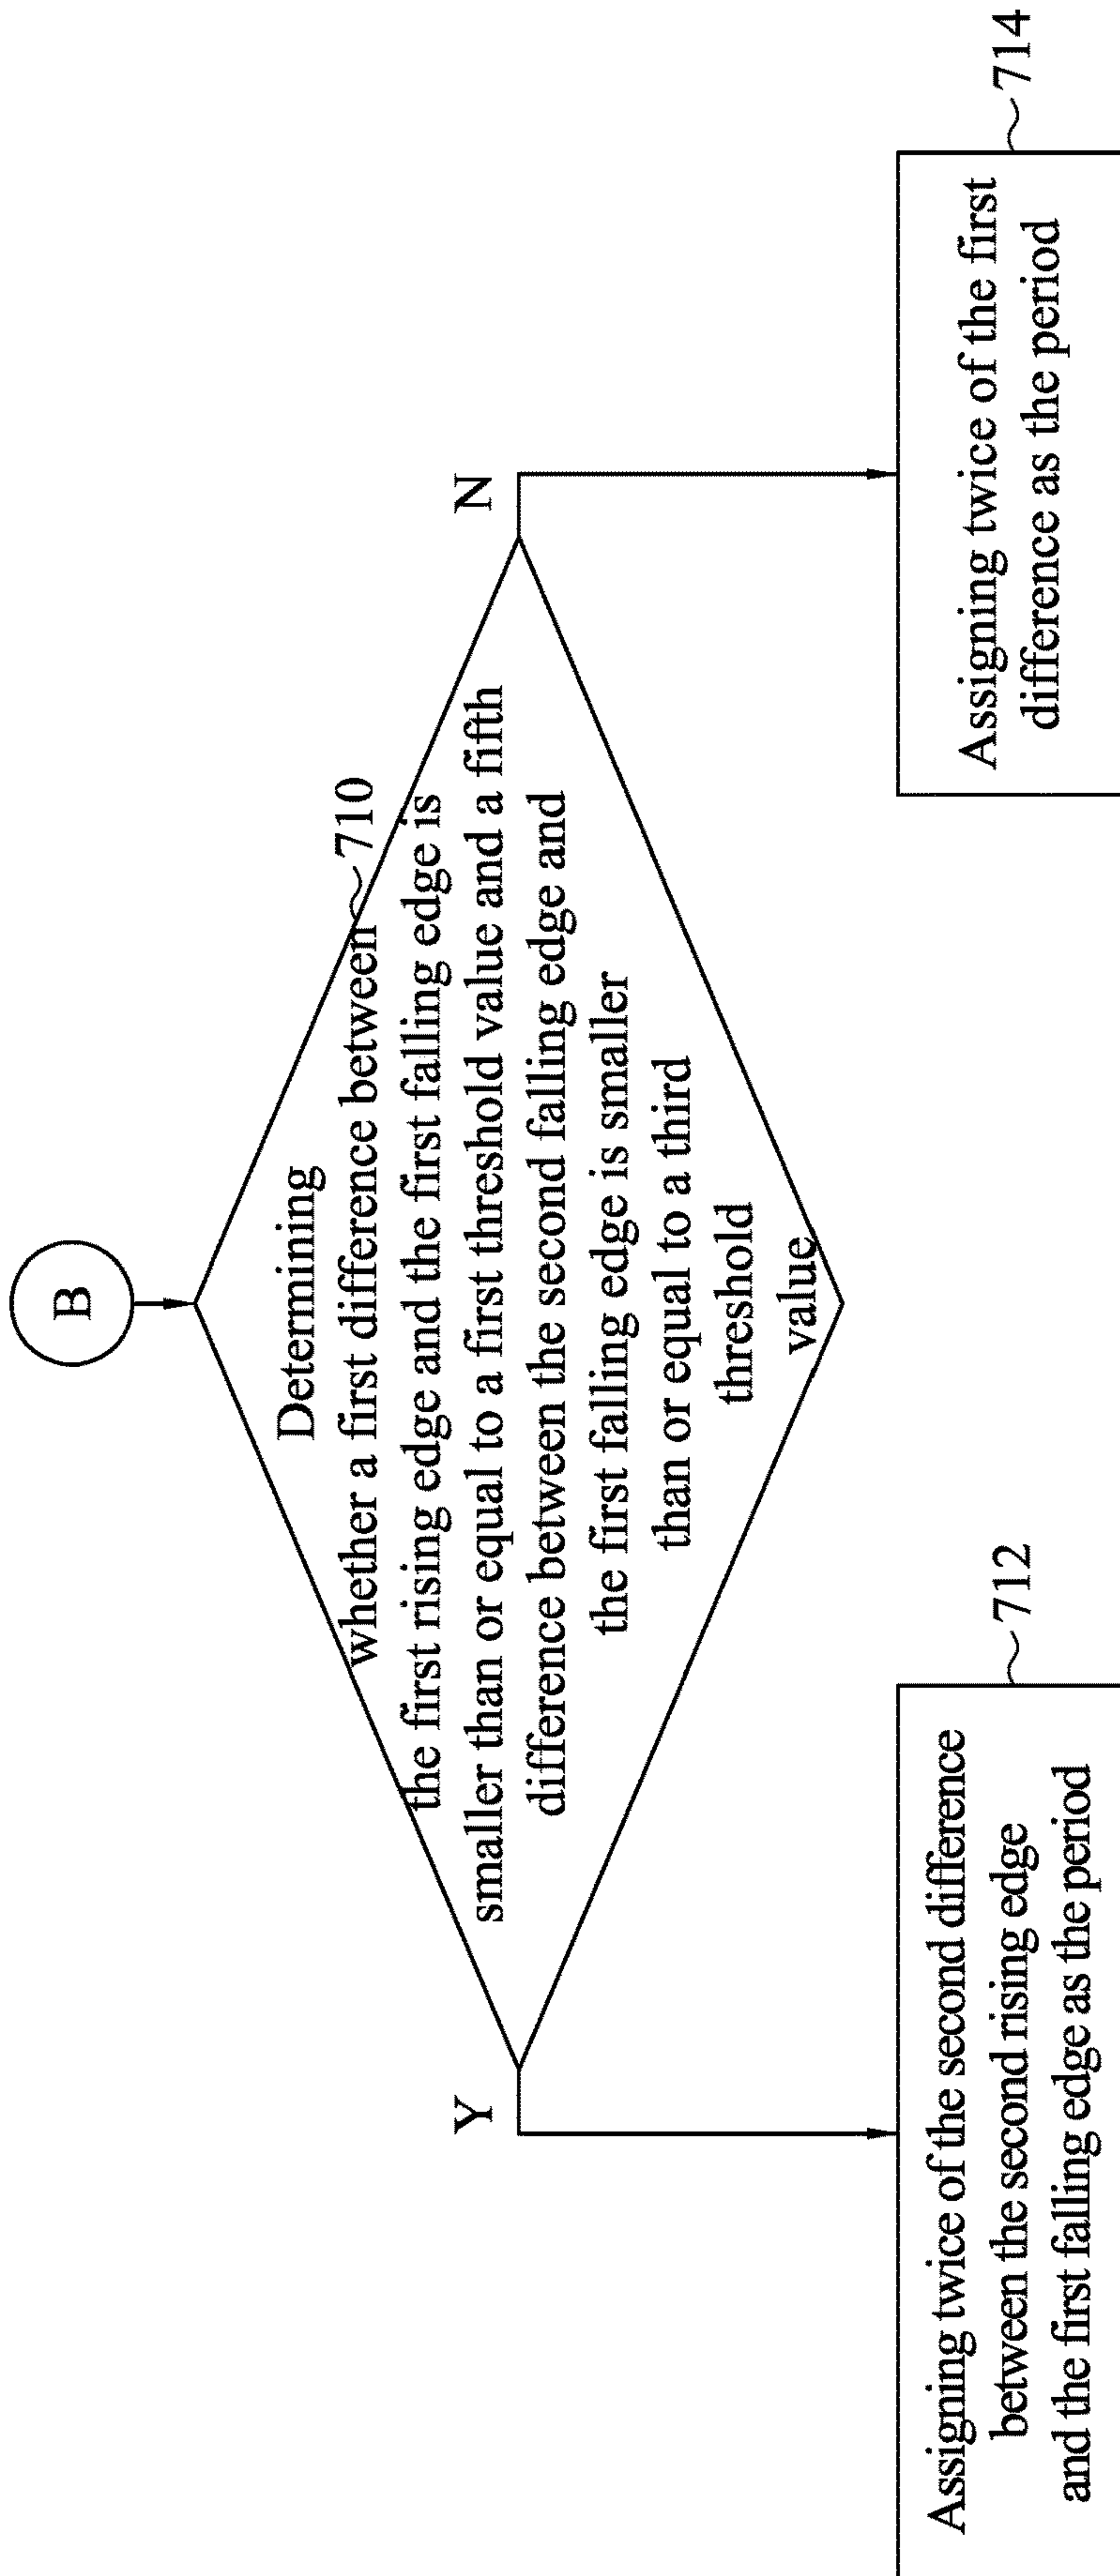 B
710
Determining
whether a first difference between
the first rising edge and the first falling edge is
smaller than or equal to a first threshold value and a fifth
difference between the second falling edge and
the first falling edge is smaller
than or equal to a third
threshold
value
Y
N
712
Assigning twice of the second difference
between the second rising edge
and the first falling edge as the period
714
Assigning twice of the first
difference as the period